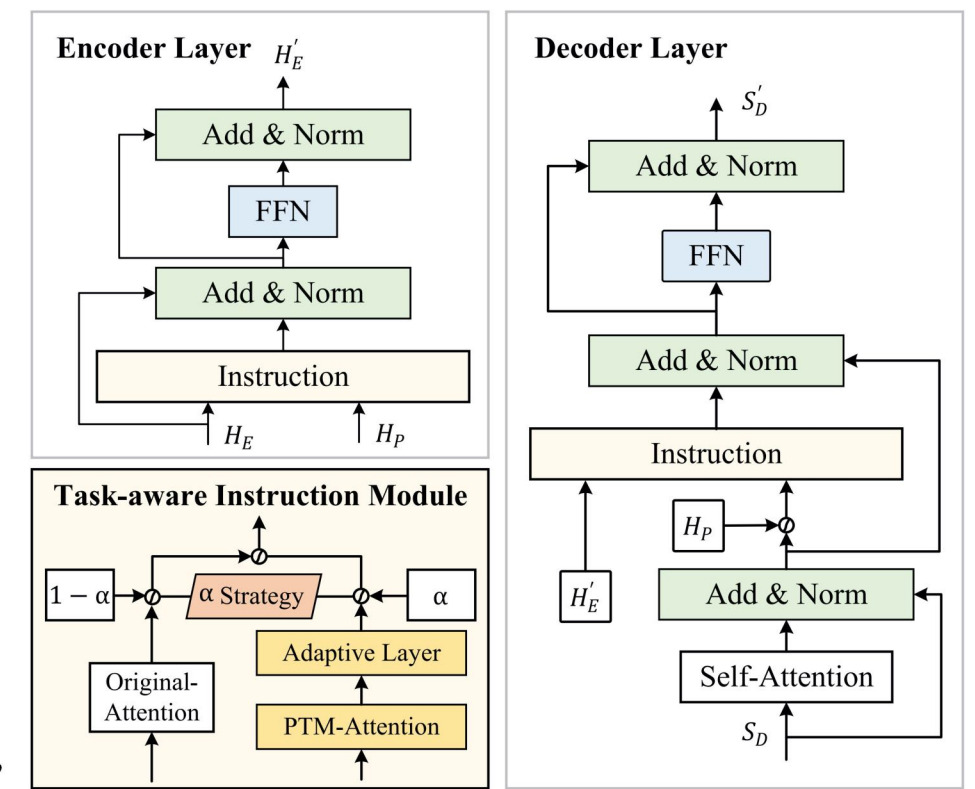 Encoder Layer
H'_E
Add & Norm
FFN
Add & Norm
Instruction
H_E
H_P
Task-aware Instruction Module
1 − α
α Strategy
α
Adaptive Layer
Original-
Attention
PTM-Attention
Decoder Layer
S'_D
Add & Norm
FFN
Add & Norm
Instruction
H_P
H'_E
Add & Norm
Self-Attention
S_D